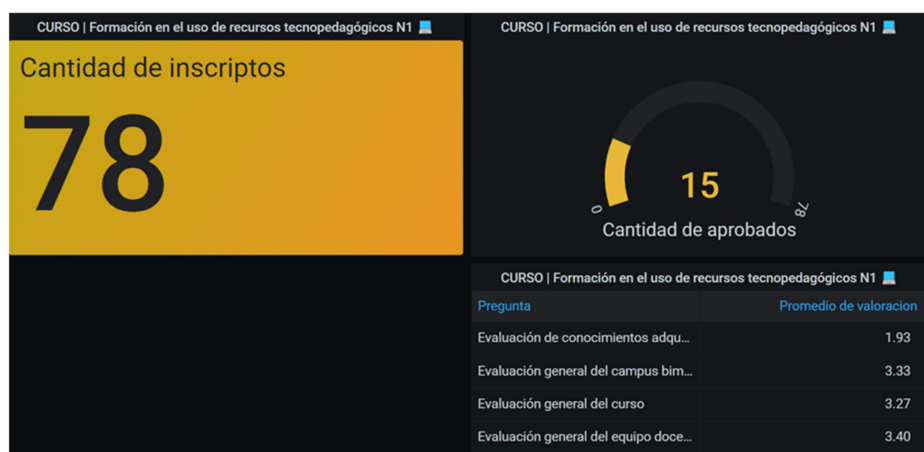 CURSO | Formación en el uso de recursos tecnopedagógicos N1 💻
Cantidad de inscriptos
78
CURSO | Formación en el uso de recursos tecnopedagógicos N1 💻
15
0
78
Cantidad de aprobados
CURSO | Formación en el uso de recursos tecnopedagógicos N1 💻
Pregunta Promedio de valoracion
Evaluación de conocimientos adqu... 1.93
Evaluación general del campus bim... 3.33
Evaluación general del curso 3.27
Evaluación general del equipo doce... 3.40